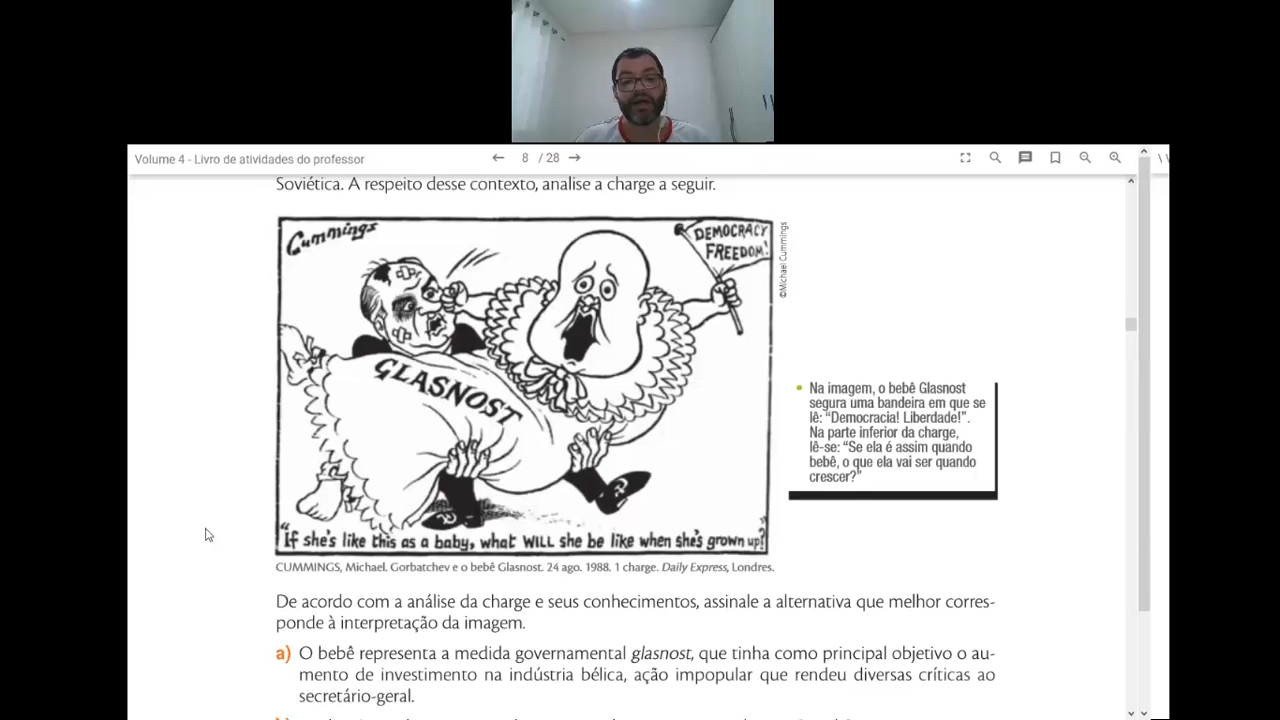 Volume 4 - Livro de atividades do professor
8 / 28
Soviética. A respeito desse contexto, analise a charge a seguir.
Cummings
DEMOCRACY
FREEDOM!
©Michael Cummings
GLASNOST
"If she's like this as a baby, what WILL she be like when she's grown up?"
Na imagem, o bebê Glasnost
segura uma bandeira em que se
lê: “Democracia! Liberdade!”.
Na parte inferior da charge,
lê-se: “Se ela é assim quando
bebê, o que ela vai ser quando
crescer?”
CUMMINGS, Michael. Gorbatchev e o bebê Glasnost. 24 ago. 1988. 1 charge. Daily Express, Londres.
De acordo com a análise da charge e seus conhecimentos, assinale a alternativa que melhor corres-
ponde à interpretação da imagem.
a) O bebê representa a medida governamental glasnost, que tinha como principal objetivo o au-
mento de investimento na indústria bélica, ação impopular que rendeu diversas críticas ao
secretário-geral.